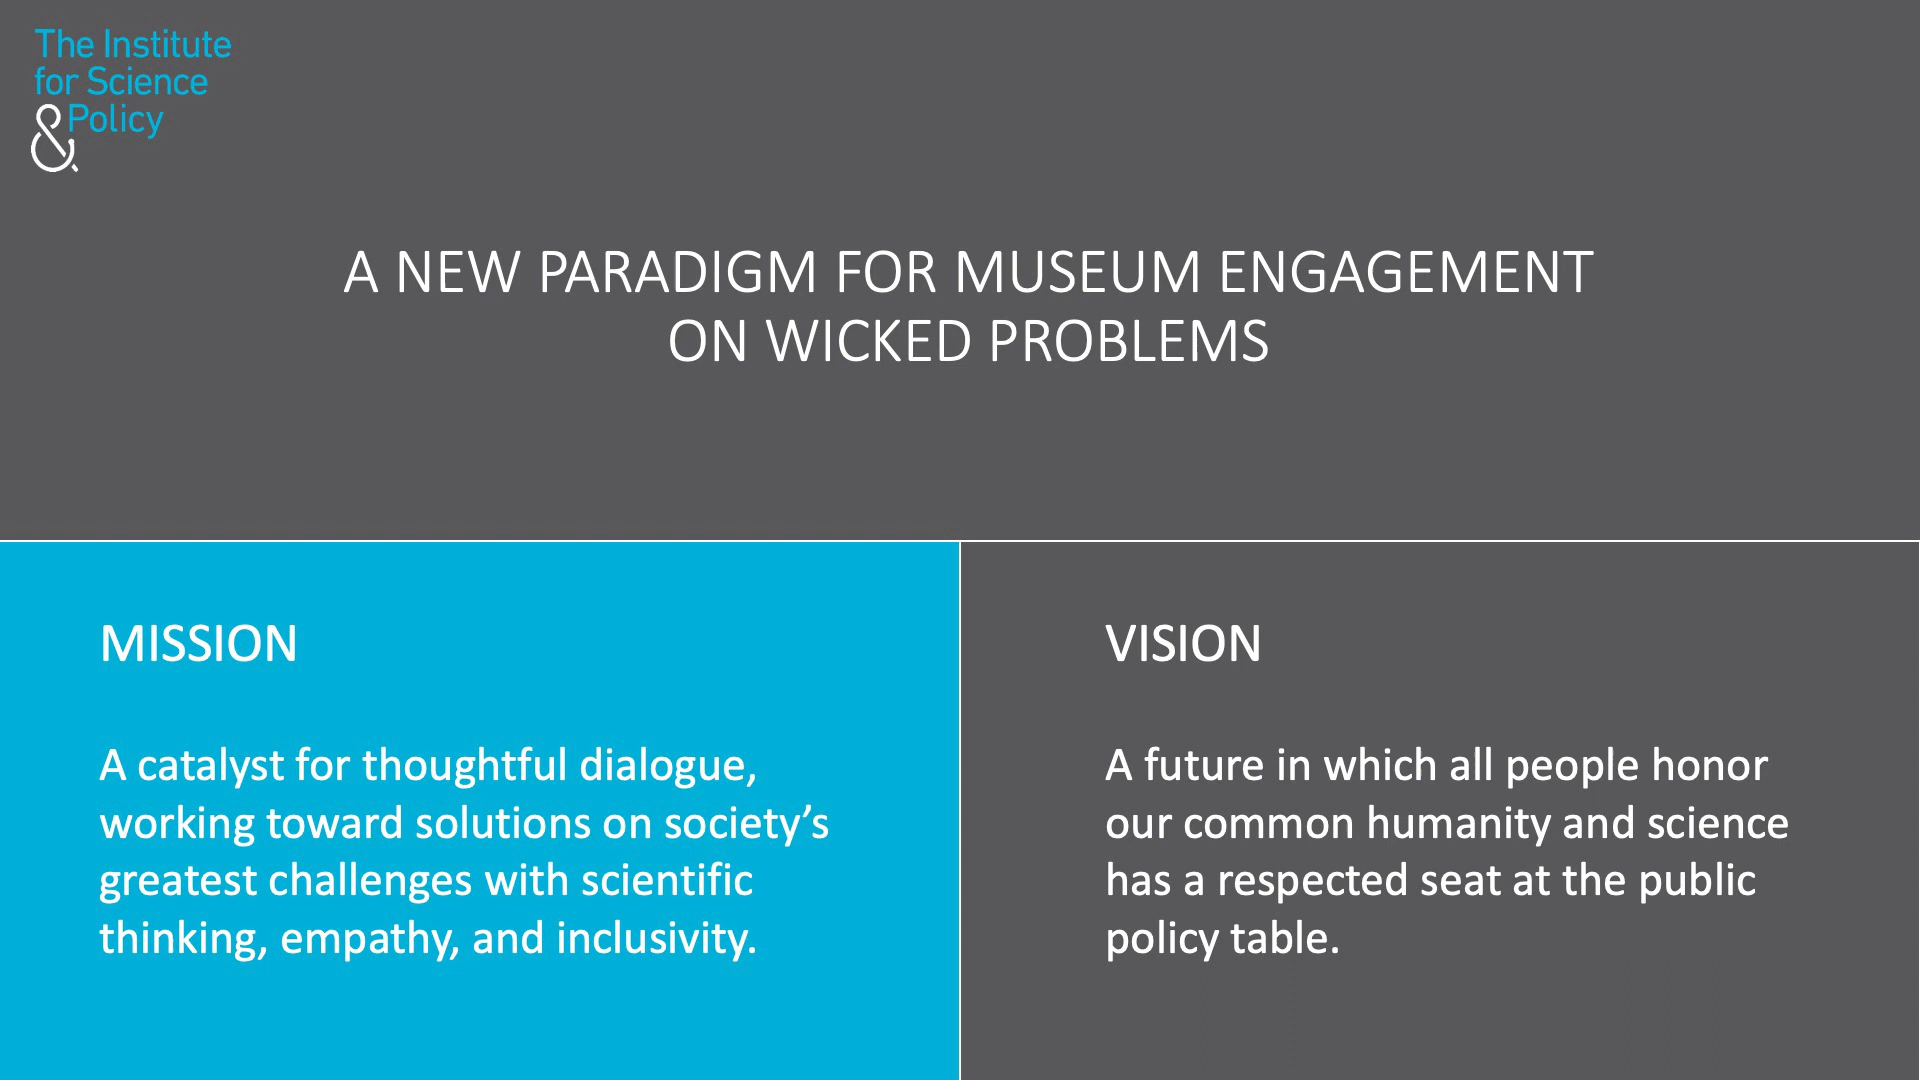 The Institute
for Science
& Policy
A NEW PARADIGM FOR MUSEUM ENGAGEMENT
ON WICKED PROBLEMS
MISSION
A catalyst for thoughtful dialogue,
working toward solutions on society’s
greatest challenges with scientific
thinking, empathy, and inclusivity.
VISION
A future in which all people honor
our common humanity and science
has a respected seat at the public
policy table.